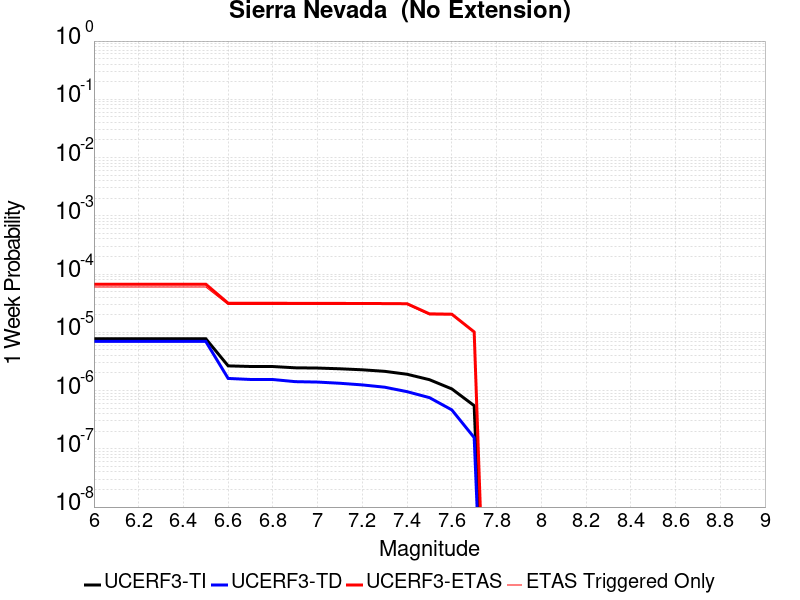 Sierra Nevada  (No Extension)
10^0
10^-1
10^-2
10^-3
10^-4
10^-5
10^-6
10^-7
10^-8
1 Week Probability
6 6.2 6.4 6.6 6.8 7 7.2 7.4 7.6 7.8 8 8.2 8.4 8.6 8.8 9
Magnitude
UCERF3-TI UCERF3-TD UCERF3-ETAS ETAS Triggered Only